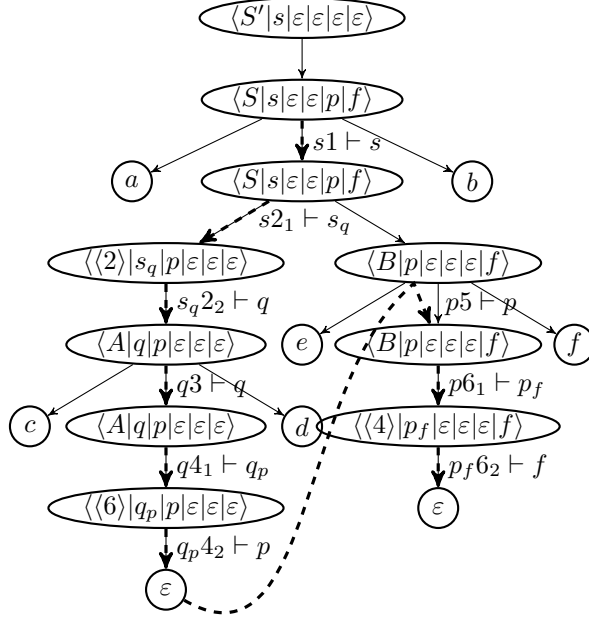 ⟨S′|s|ε|ε|ε|ε⟩
⟨S|s|ε|ε|p|f⟩
s1 ⊢ s
a
⟨S|s|ε|ε|p|f⟩
b
s2₁ ⊢ s_q
⟨⟨2⟩|s_q|p|ε|ε|ε⟩
⟨B|p|ε|ε|ε|f⟩
s_q2₂ ⊢ q
p5 ⊢ p
⟨A|q|p|ε|ε|ε⟩
e
⟨B|p|ε|ε|ε|f⟩
f
q3 ⊢ q
p6₁ ⊢ p_f
c
⟨A|q|p|ε|ε|ε⟩
d
⟨⟨4⟩|p_f|ε|ε|ε|f⟩
q4₁ ⊢ q_p
p_f6₂ ⊢ f
⟨⟨6⟩|q_p|p|ε|ε|ε⟩
ε
q_p4₂ ⊢ p
ε